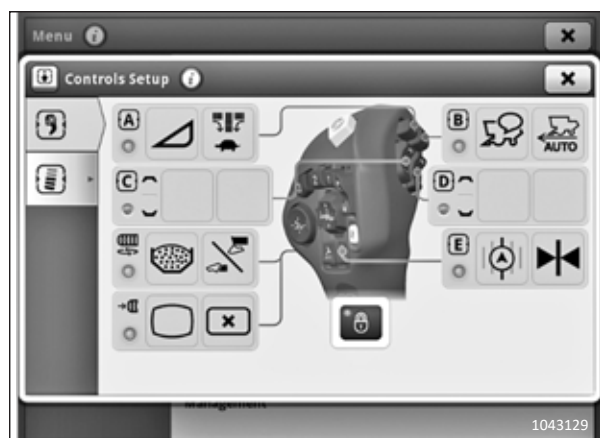 Menu i
Controls Setup i
A
B
AUTO
C
D
E
Management
1043129